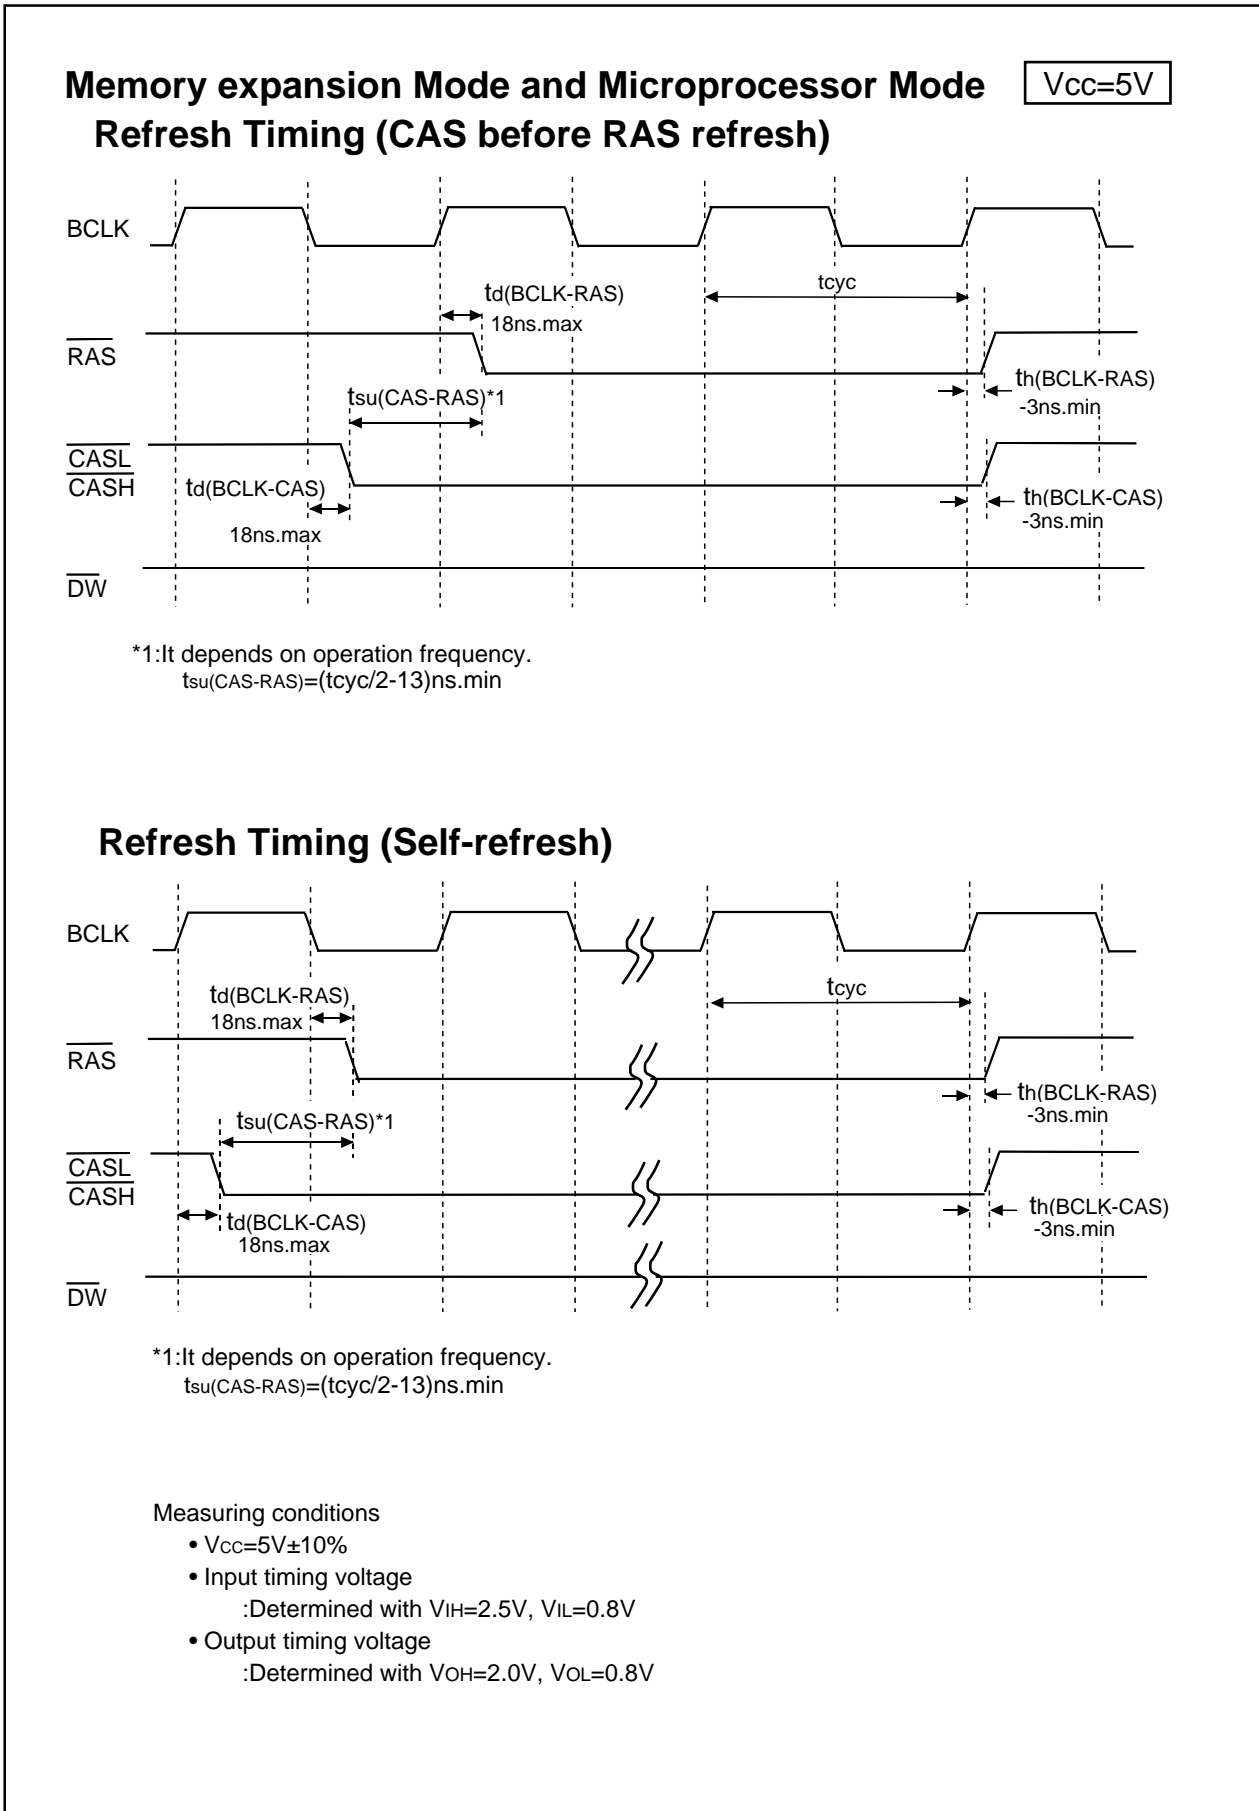 Memory expansion Mode and Microprocessor Mode
Vcc=5V
Refresh Timing (CAS before RAS refresh)
BCLK
tcyc
td(BCLK-RAS)
18ns.max
RAS
th(BCLK-RAS)
-3ns.min
tsu(CAS-RAS)*1
CASL
CASH
td(BCLK-CAS)
18ns.max
th(BCLK-CAS)
-3ns.min
DW
*1:It depends on operation frequency.
tsu(CAS-RAS)=(tcyc/2-13)ns.min
Refresh Timing (Self-refresh)
BCLK
td(BCLK-RAS)
18ns.max
tcyc
RAS
th(BCLK-RAS)
-3ns.min
tsu(CAS-RAS)*1
CASL
CASH
td(BCLK-CAS)
18ns.max
th(BCLK-CAS)
-3ns.min
DW
*1:It depends on operation frequency.
tsu(CAS-RAS)=(tcyc/2-13)ns.min
Measuring conditions
• VCC=5V±10%
• Input timing voltage
:Determined with VIH=2.5V, VIL=0.8V
• Output timing voltage
:Determined with VOH=2.0V, VOL=0.8V